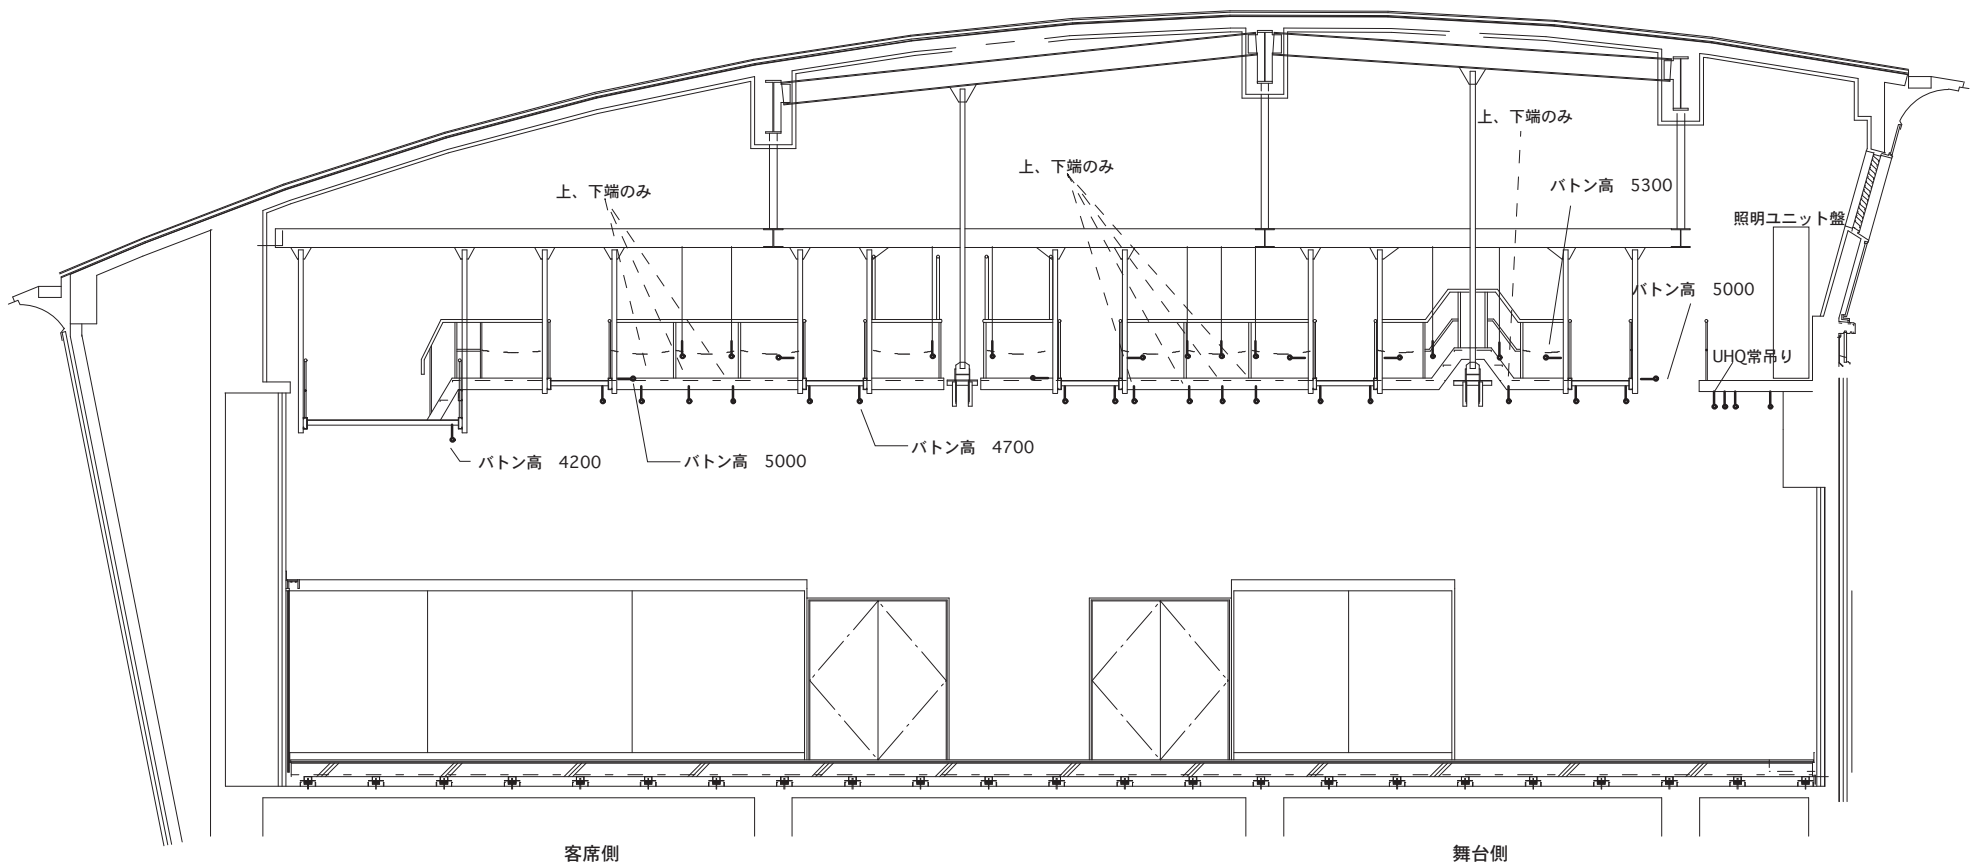 上、下端のみ
上、下端のみ
上、下端のみ
バトン高　5300
照明ユニット盤
バトン高　5000
UHQ常吊り
バトン高　4200
バトン高　5000
バトン高　4700
客席側
舞台側